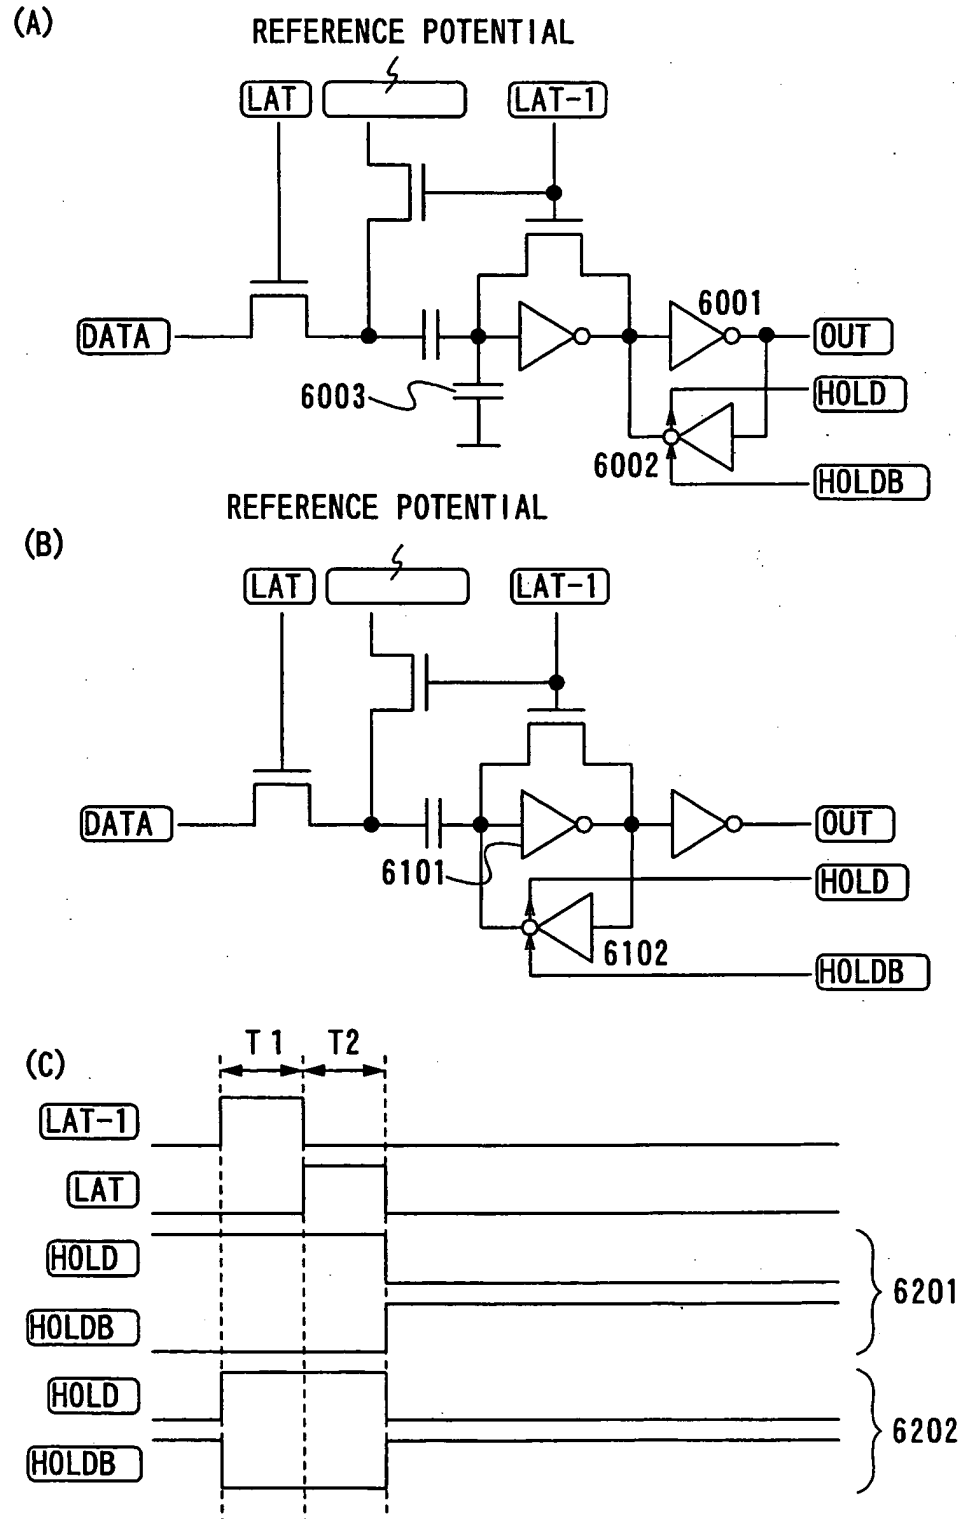 (A)
REFERENCE POTENTIAL
LAT
LAT-1
6001
DATA
OUT
6003
HOLD
6002
HOLDB
REFERENCE POTENTIAL
(B)
LAT
LAT-1
DATA
OUT
6101
HOLD
6102
HOLDB
(C)
T1 T2
LAT-1
LAT
HOLD
6201
HOLDB
HOLD
6202
HOLDB